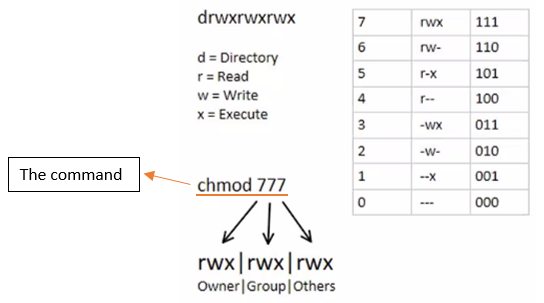 drwxrwxrwx
d = Directory
r = Read
w = Write
x = Execute
7 rwx 111
6 rw- 110
5 r-x 101
4 r-- 100
3 -wx 011
2 -w- 010
1 --x 001
0 --- 000
The command
chmod 777
rwx|rwx|rwx
Owner|Group|Others